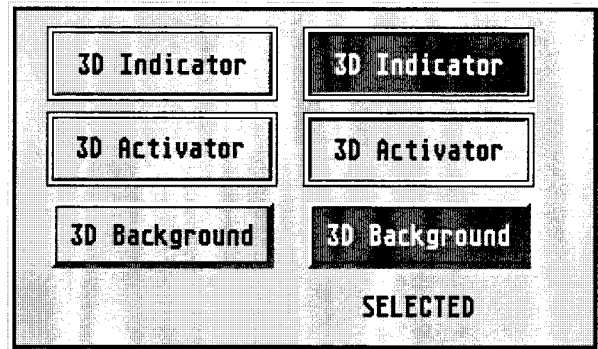 3D Indicator 3D Indicator
3D Activator 3D Activator
3D Background 3D Background
SELECTED